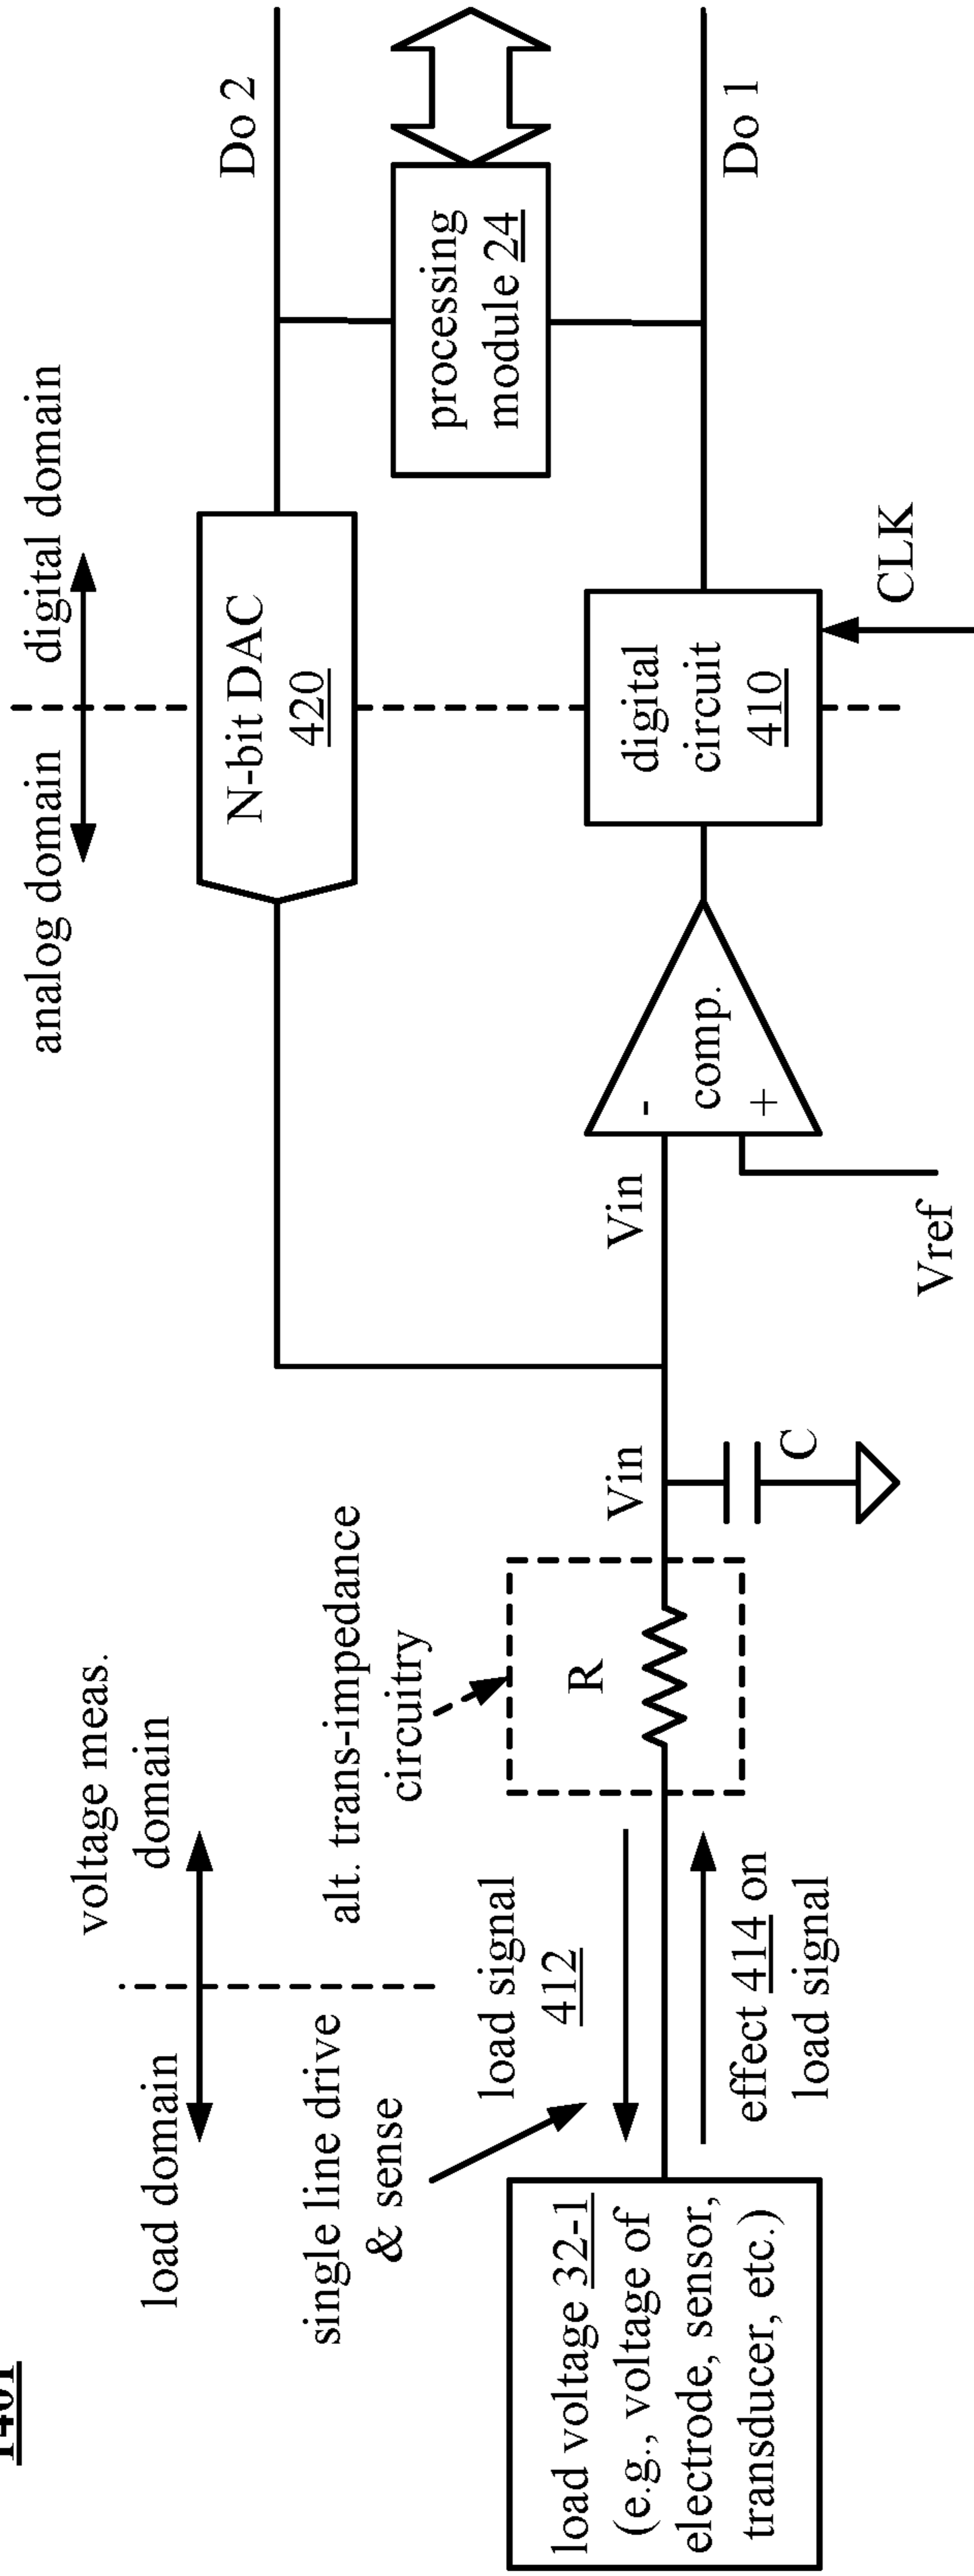 analog domain
digital domain
voltage meas.
domain
load domain
Do 2
N-bit DAC
420
single line drive
& sense
alt. trans-impedance
circuitry
processing
module 24
load signal
412
R
Vin
Vin
load voltage 32-1
(e.g., voltage of
electrode, sensor,
transducer, etc.)
-
comp.
+
digital
circuit
410
Do 1
effect 414 on
load signal
C
Vref
CLK